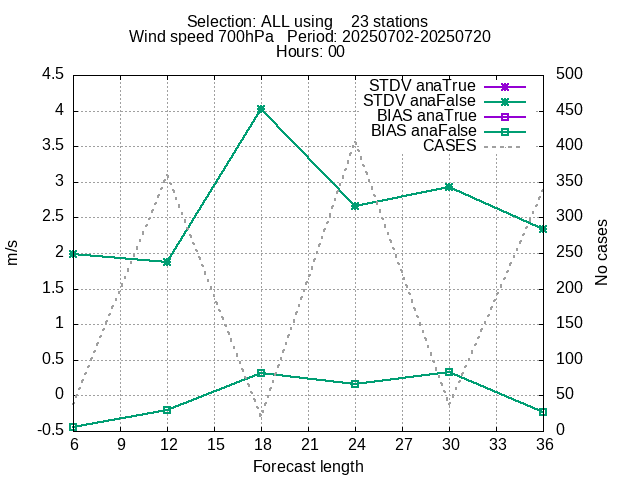 Selection: ALL using    23 stations
Wind speed 700hPa   Period: 20250702-20250720
Hours: 00
STDV anaTrue
STDV anaFalse
BIAS anaTrue
BIAS anaFalse
CASES
4.5
4
3.5
3
2.5
2
1.5
1
0.5
0
-0.5
m/s
500
450
400
350
300
250
200
150
100
50
0
No cases
6 9 12 15 18 21 24 27 30 33 36
Forecast length